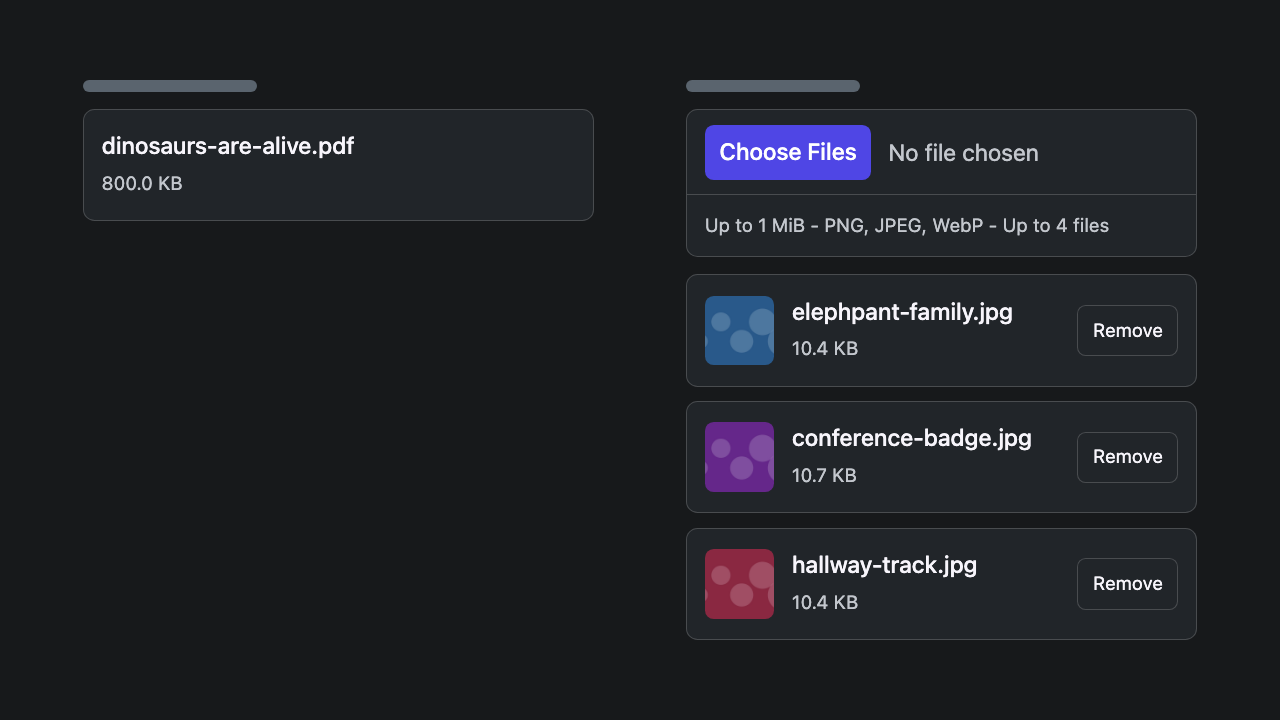 dinosaurs-are-alive.pdf
800.0 KB
Choose Files No file chosen
Up to 1 MiB - PNG, JPEG, WebP - Up to 4 files
elephpant-family.jpg
10.4 KB
Remove
conference-badge.jpg
10.7 KB
Remove
hallway-track.jpg
10.4 KB
Remove